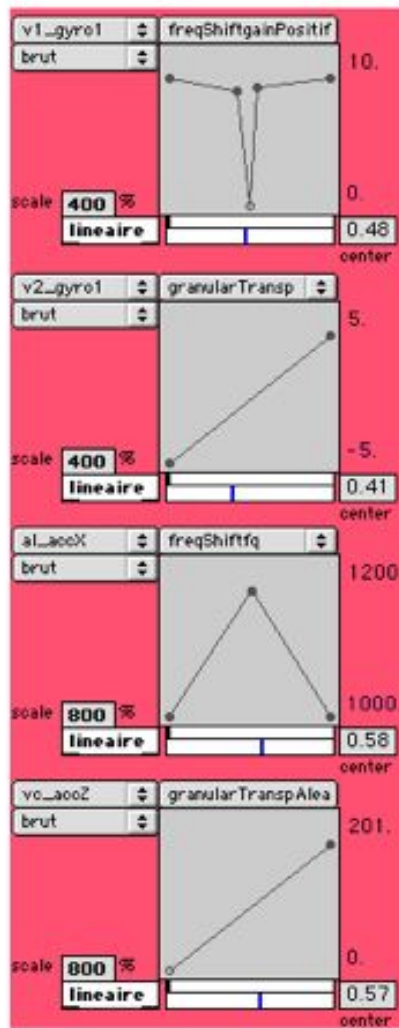 v1_gyro1 freqShiftgainPositif
brut 10.
0.
scale 400 %
lineaire 0.48
center
v2_gyro1 granularTransp
brut 5.
-5.
scale 400 %
lineaire 0.41
center
al_accX freqShiftfq
brut 1200
1000
scale 800 %
lineaire 0.58
center
vc_accZ granularTranspAlea
brut 201.
0.
scale 800 %
lineaire 0.57
center